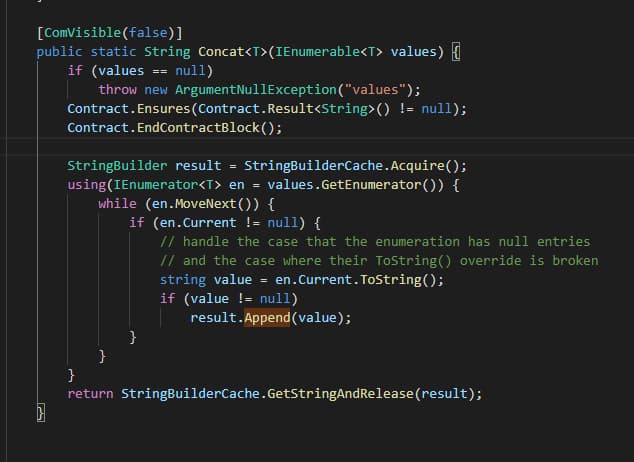 [ComVisible(false)]
public static String Concat<T>(IEnumerable<T> values) {
if (values == null)
throw new ArgumentNullException("values");
Contract.Ensures(Contract.Result<String>() != null);
Contract.EndContractBlock();
StringBuilder result = StringBuilderCache.Acquire();
using(IEnumerator<T> en = values.GetEnumerator()) {
while (en.MoveNext()) {
if (en.Current != null) {
// handle the case that the enumeration has null entries
// and the case where their ToString() override is broken
string value = en.Current.ToString();
if (value != null)
result.Append(value);
}
}
}
return StringBuilderCache.GetStringAndRelease(result);
}